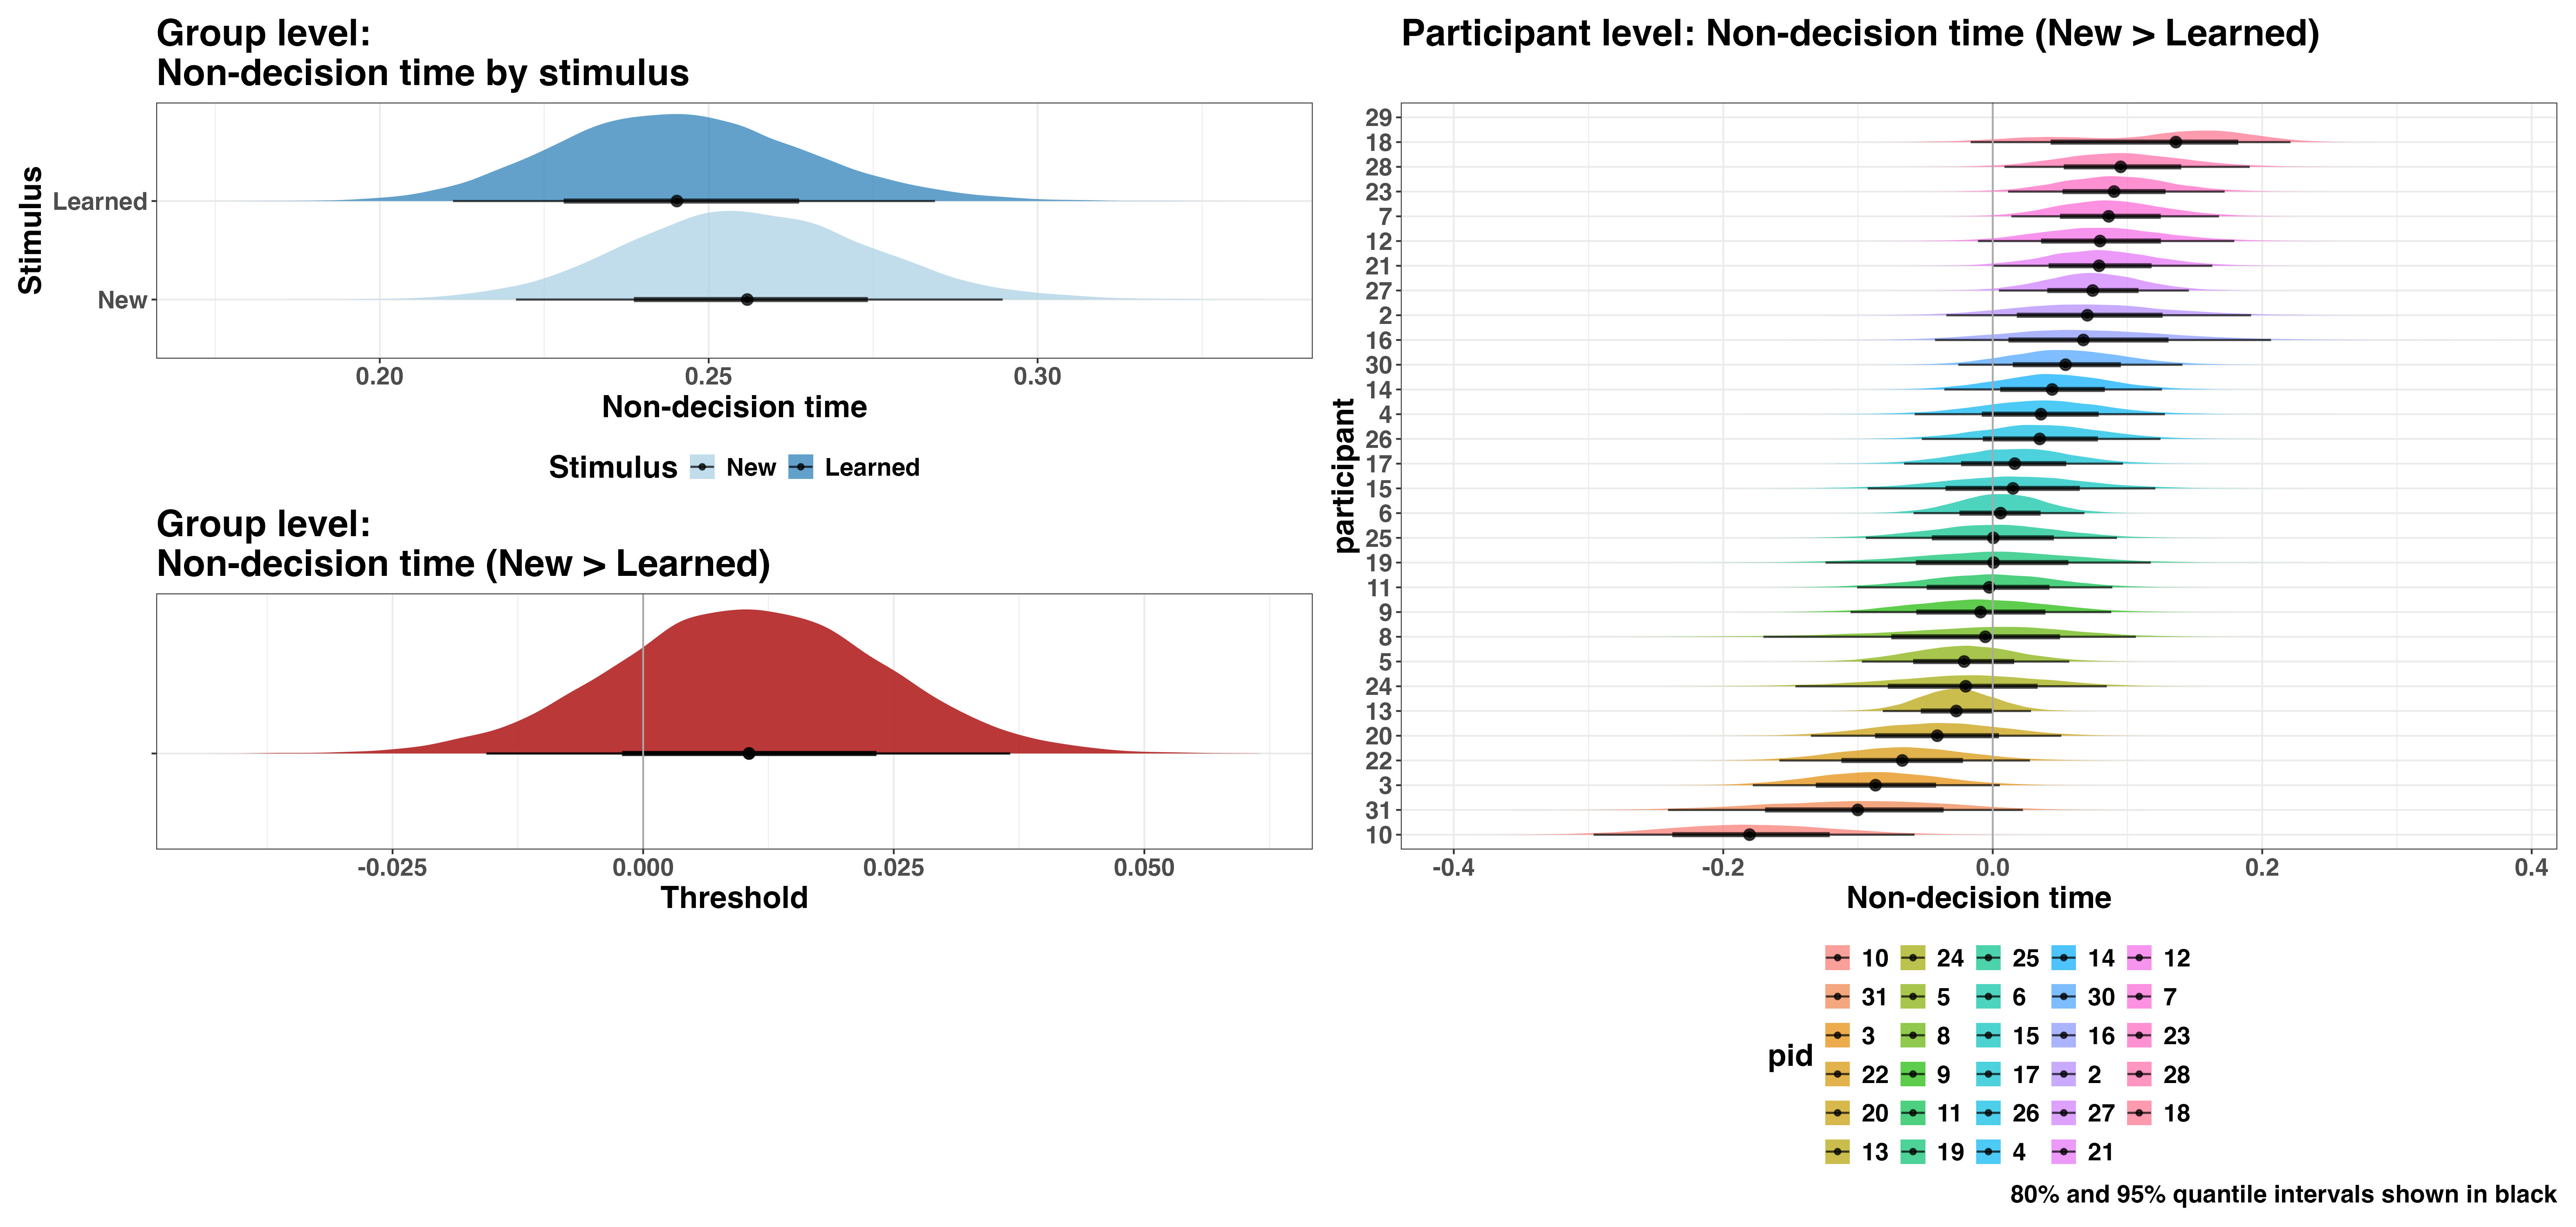 Group level:
Non-decision time by stimulus
Stimulus
Learned
New
0.20 0.25 0.30
Non-decision time
Stimulus New Learned
Group level:
Non-decision time (New > Learned)
-0.025 0.000 0.025 0.050
Threshold
Participant level: Non-decision time (New > Learned)
participant
29
18
28
23
7
12
21
27
2
16
30
14
4
26
17
15
6
25
19
11
9
8
5
24
13
20
22
3
31
10
-0.4 -0.2 0.0 0.2 0.4
Non-decision time
pid
10 24 25 14 12
31 5 6 30 7
3 8 15 16 23
22 9 17 2 28
20 11 26 27 18
13 19 4 21
80% and 95% quantile intervals shown in black